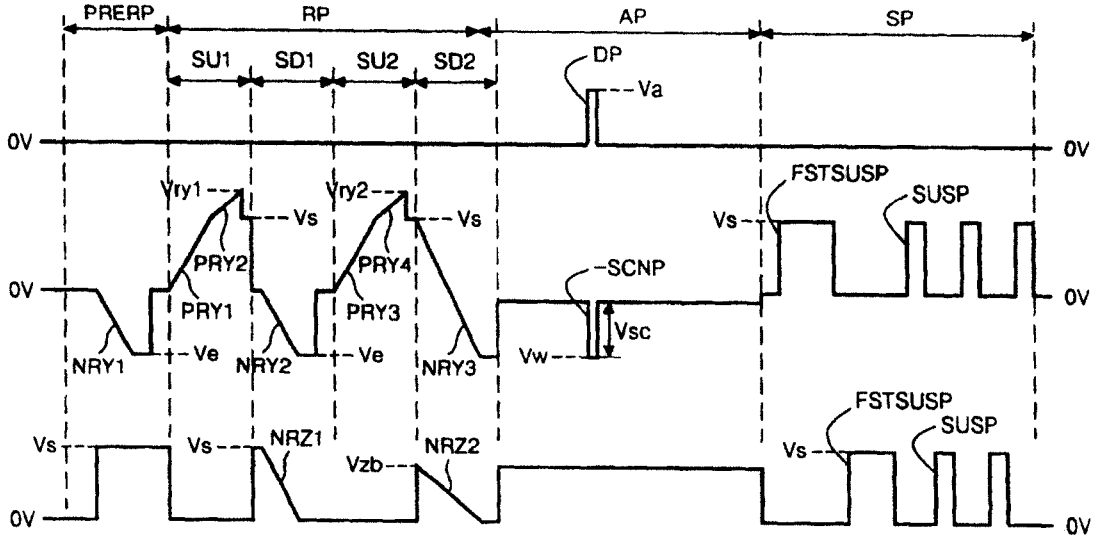 PRERP RP AP SP
SU1 SD1 SU2 SD2
DP
Va
0V 0V
FSTSUSP SUSP
Vry1 Vry2
Vs Vs Vs
PRY2 PRY4
-SCNP
0V 0V
PRY1 PRY3
Vsc
NRY1 Ve NRY2 Ve NRY3 Vw
FSTSUSP
SUSP
Vs Vs NRZ1 Vzb NRZ2 Vs
0V 0V